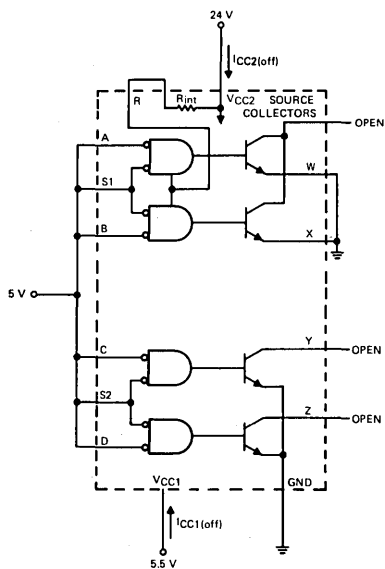 24 V
ICC2(off)
R
Rint
VCC2
SOURCE
COLLECTORS
OPEN
A
W
S1
B
X
5 V
C
Y
OPEN
S2
Z
OPEN
D
VCC1
GND
ICC1(off)
5.5 V